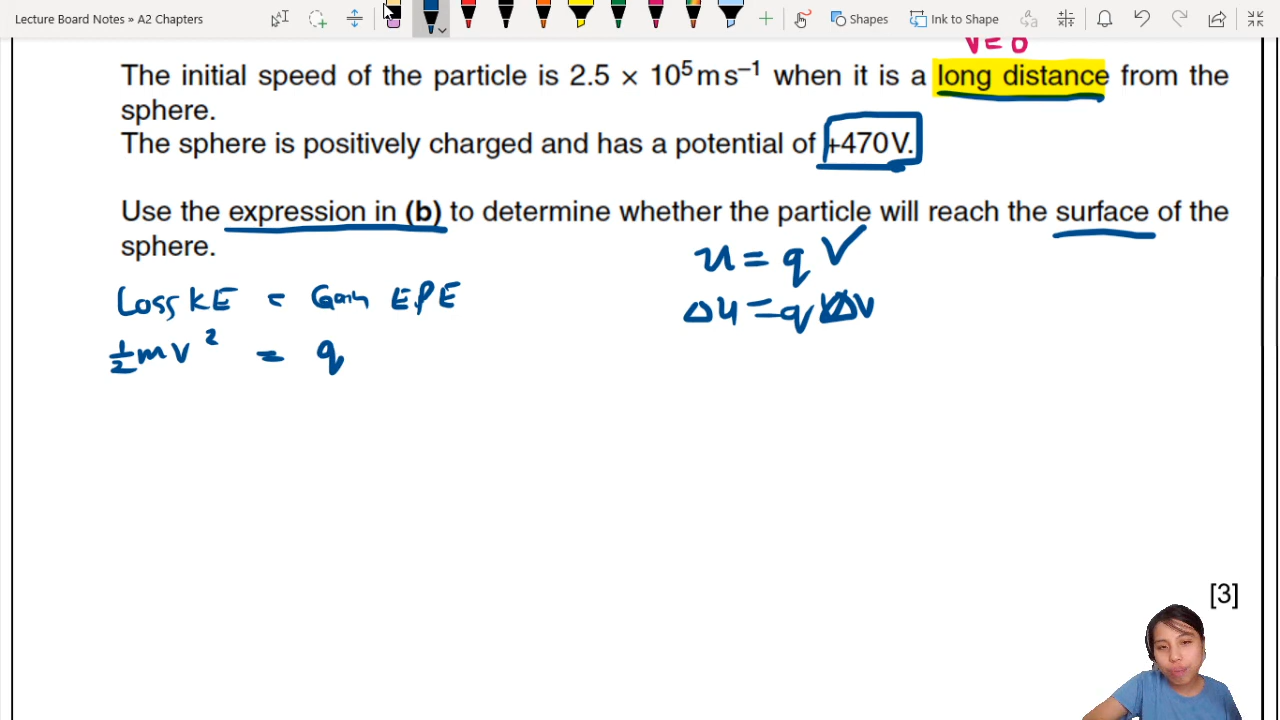 Lecture Board Notes » A2 Chapters
Shapes
Ink to Shape
V = 0
The initial speed of the particle is 2.5 × 10⁵ m s⁻¹ when it is a long distance from the
sphere.
The sphere is positively charged and has a potential of +470 V.
Use the expression in (b) to determine whether the particle will reach the surface of the
sphere.
u = q V
Loss KE = Gain EPE
Δu = q ΔV
½mv² = q
[3]